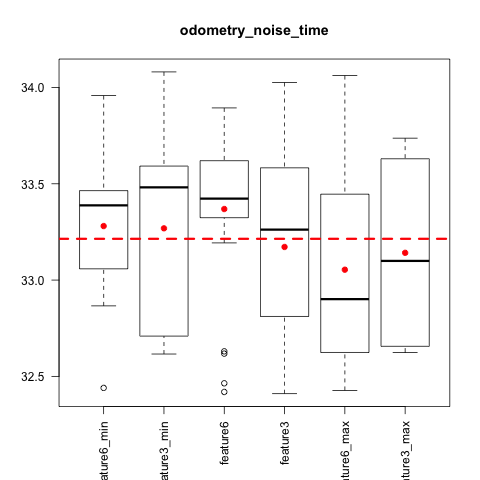 odometry_noise_time
34.0
33.5
33.0
32.5
ature6_min
ature3_min
feature6
feature3
ture6_max
ture3_max